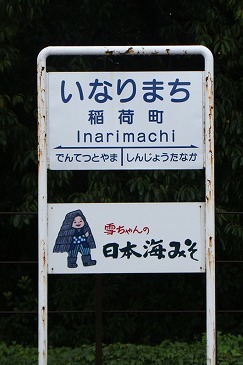 いなりまち
稲荷町
Inarimachi
でんてつとやま しんじょうたなか
雪ちゃんの
日本海みそ